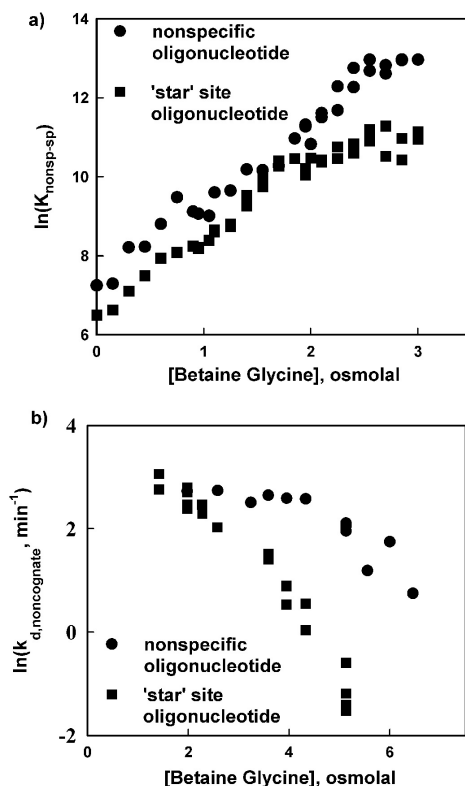 a)
nonspecific
oligonucleotide
'star' site
oligonucleotide
ln(K_nonsp-sp)
14
12
10
8
6
0
1
2
3
[Betaine Glycine], osmolal
b)
ln(k_d,noncognate, min⁻¹)
4
2
0
-2
nonspecific
oligonucleotide
'star' site
oligonucleotide
0
2
4
6
[Betaine Glycine], osmolal